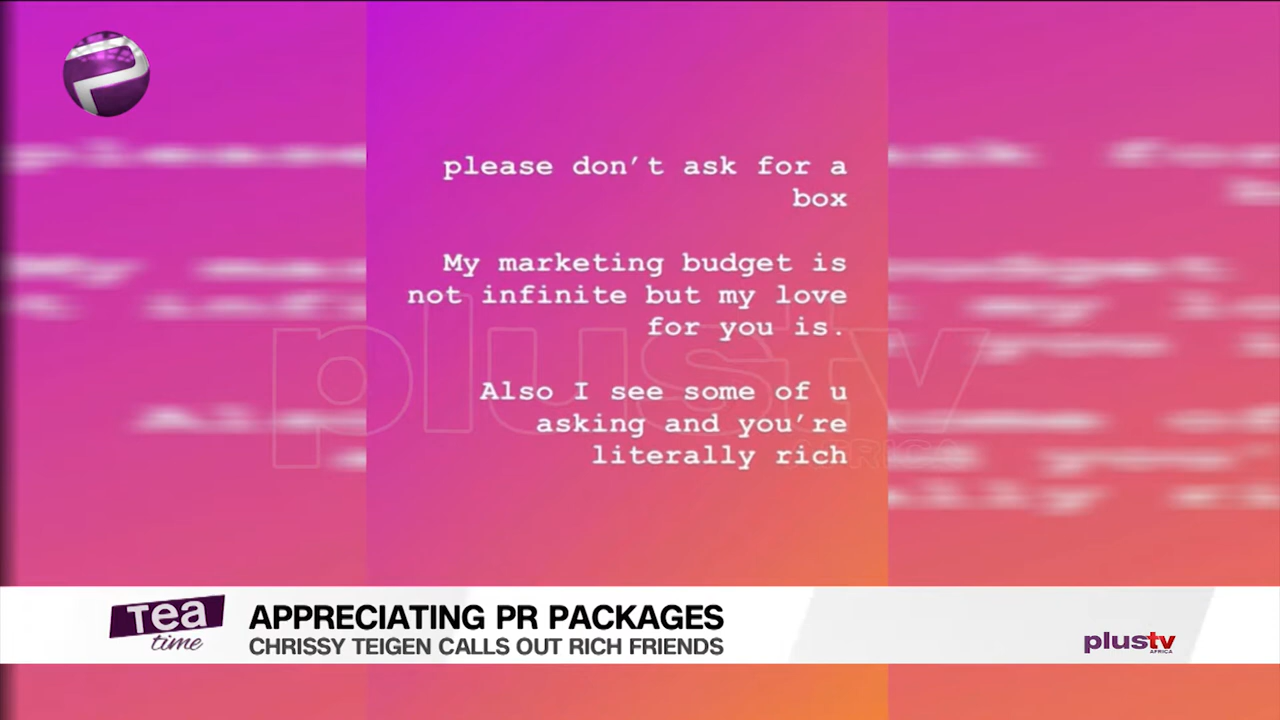 please don't ask for a
box
My marketing budget is
not infinite but my love
for you is.
Also I see some of u
asking and you're
literally rich
plustv
AFRICA
Tea
time
APPRECIATING PR PACKAGES
CHRISSY TEIGEN CALLS OUT RICH FRIENDS
plustv
AFRICA